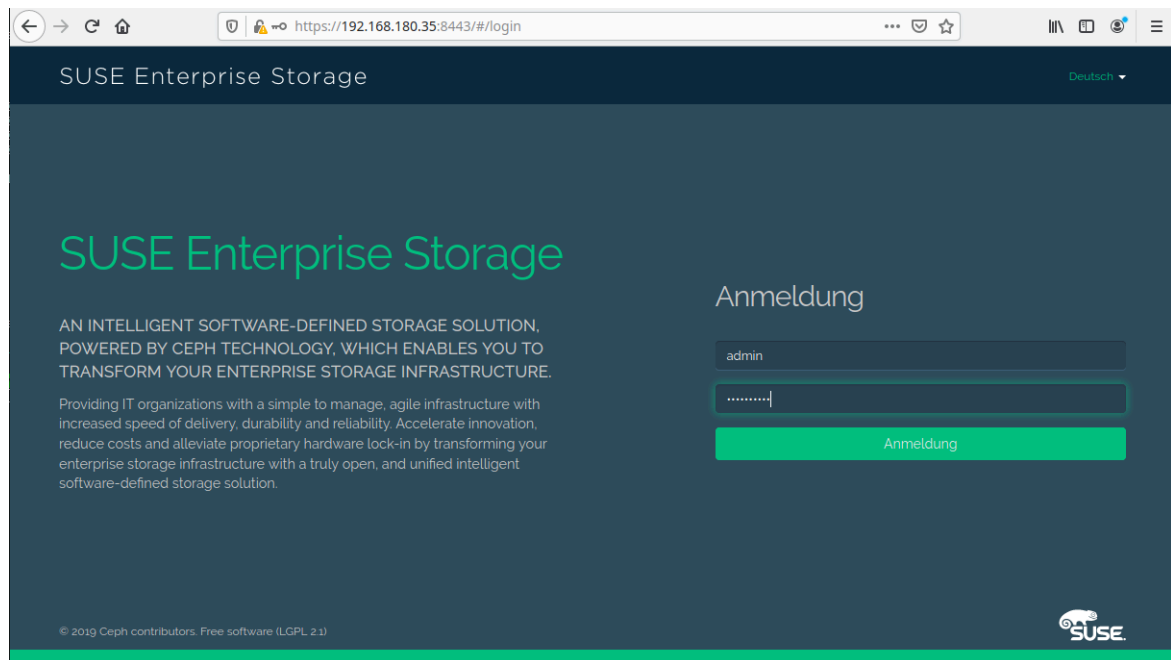 https://192.168.180.35:8443/#/login
SUSE Enterprise Storage
Deutsch
SUSE Enterprise Storage
AN INTELLIGENT SOFTWARE-DEFINED STORAGE SOLUTION,
POWERED BY CEPH TECHNOLOGY, WHICH ENABLES YOU TO
TRANSFORM YOUR ENTERPRISE STORAGE INFRASTRUCTURE.
Providing IT organizations with a simple to manage, agile infrastructure with
increased speed of delivery, durability and reliability. Accelerate innovation,
reduce costs and alleviate proprietary hardware lock-in by transforming your
enterprise storage infrastructure with a truly open, and unified intelligent
software-defined storage solution.
Anmeldung
admin
••••••••••
Anmeldung
© 2019 Ceph contributors. Free software (LGPL 2.1)
SUSE.